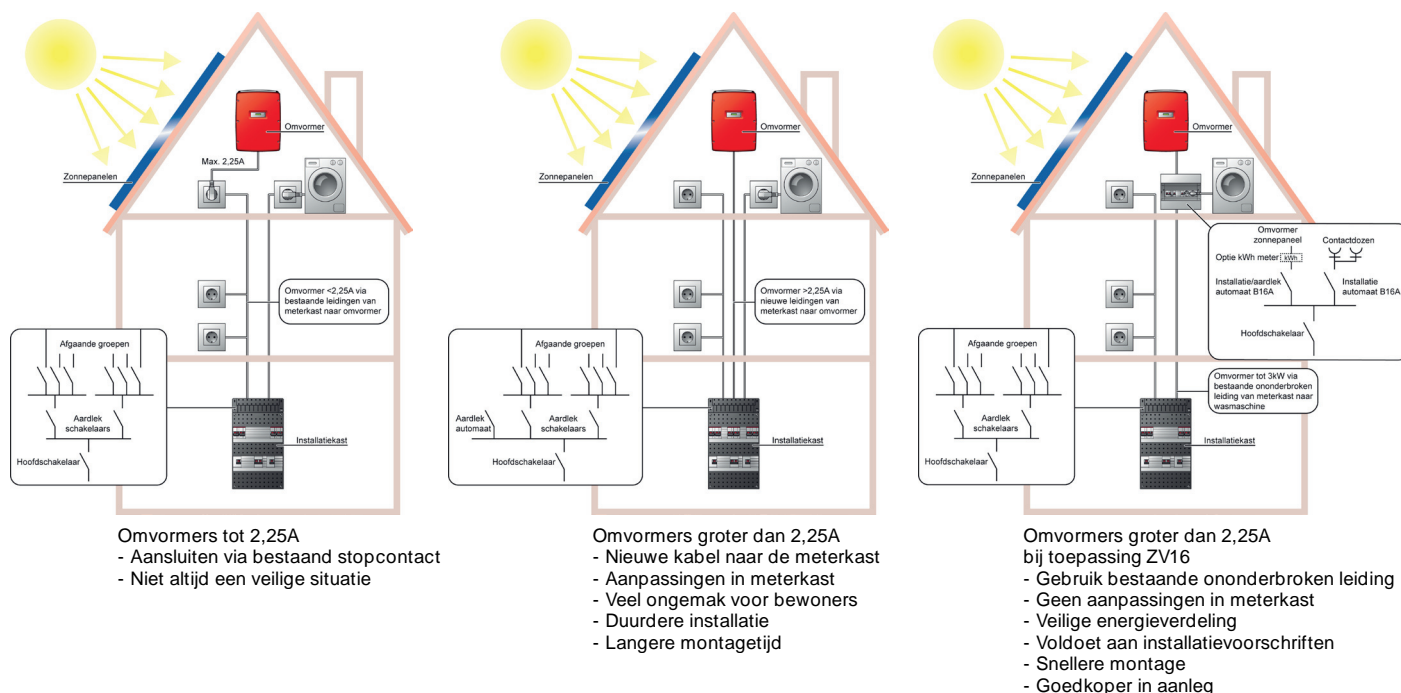 Omvormer
Max. 2,25A
Zonnepanelen
Omvormer <2,25A via
bestaande leidingen van
meterkast naar omvormer
Afgaande groepen
Aardlek
schakelaars
Hoofdschakelaar
Installatiekast
Omvormers tot 2,25A
- Aansluiten via bestaand stopcontact
- Niet altijd een veilige situatie
Omvormer
Zonnepanelen
Omvormer >2,25A via
nieuwe leidingen van
meterkast naar omvormer
Afgaande groepen
Aardlek
automaat
Aardlek
schakelaars
Hoofdschakelaar
Installatiekast
Omvormers groter dan 2,25A
- Nieuwe kabel naar de meterkast
- Aanpassingen in meterkast
- Veel ongemak voor bewoners
- Duurdere installatie
- Langere montagetijd
Omvormer
Zonnepanelen
Omvormer
zonnepaneel
Contactdozen
Optie kWh meter
kWh
Installatie/aardlek
automaat B16A
Installatie
automaat B16A
Hoofdschakelaar
Omvormer tot 3kW via
bestaande ononderbroken
leiding van meterkast naar
wasmachine
Afgaande groepen
Aardlek
schakelaars
Hoofdschakelaar
Installatiekast
Omvormers groter dan 2,25A
bij toepassing ZV16
- Gebruik bestaande ononderbroken leiding
- Geen aanpassingen in meterkast
- Veilige energieverdeling
- Voldoet aan installatievoorschriften
- Snellere montage
- Goedkoper in aanleg